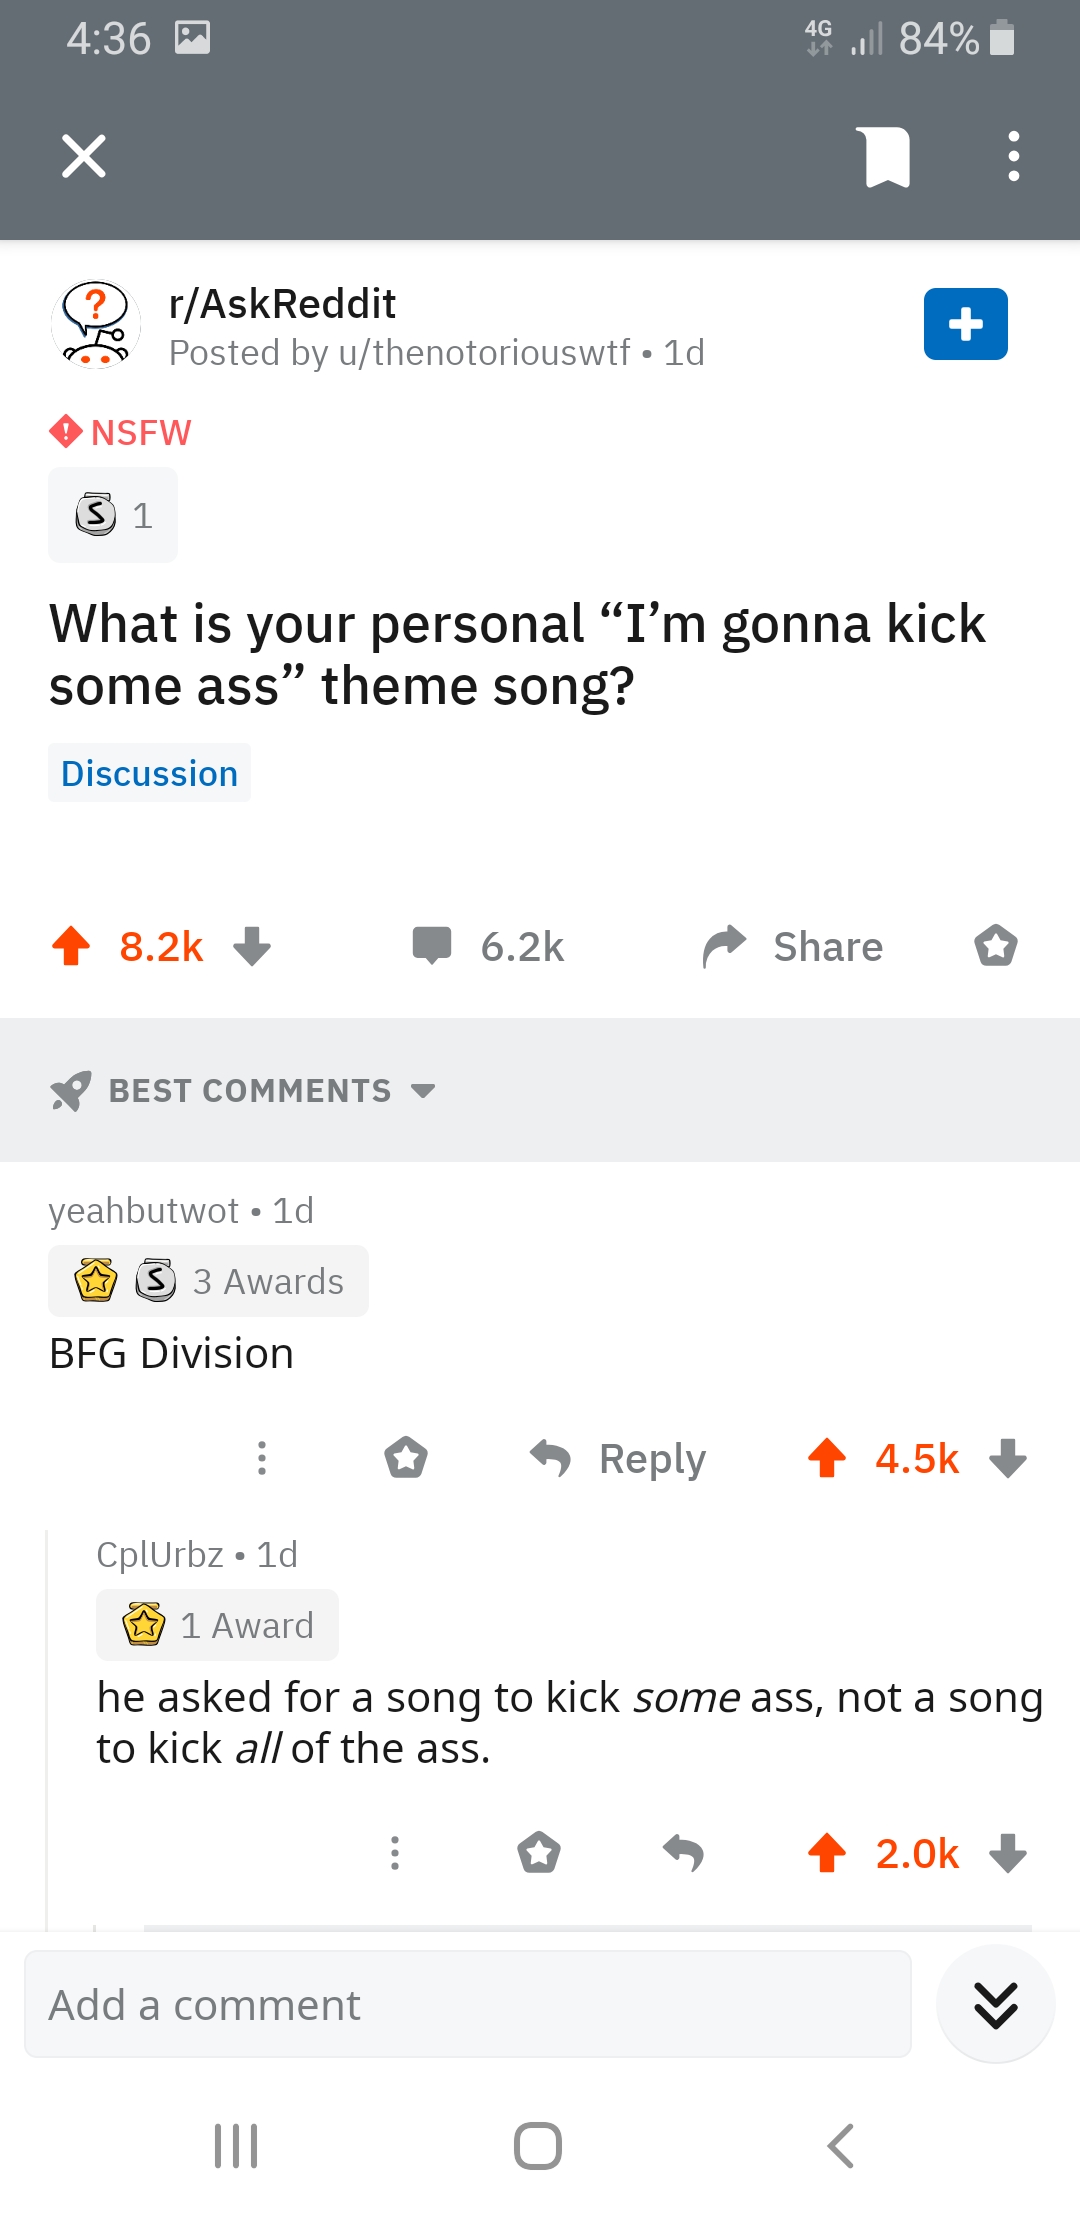 4:36 4G 84%
r/AskReddit
Posted by u/thenotoriouswtf • 1d
NSFW
S 1
What is your personal “I’m gonna kick
some ass” theme song?
Discussion
8.2k 6.2k Share
BEST COMMENTS
yeahbutwot • 1d
S 3 Awards
BFG Division
Reply 4.5k
CplUrbz • 1d
1 Award
he asked for a song to kick some ass, not a song
to kick all of the ass.
2.0k
Add a comment